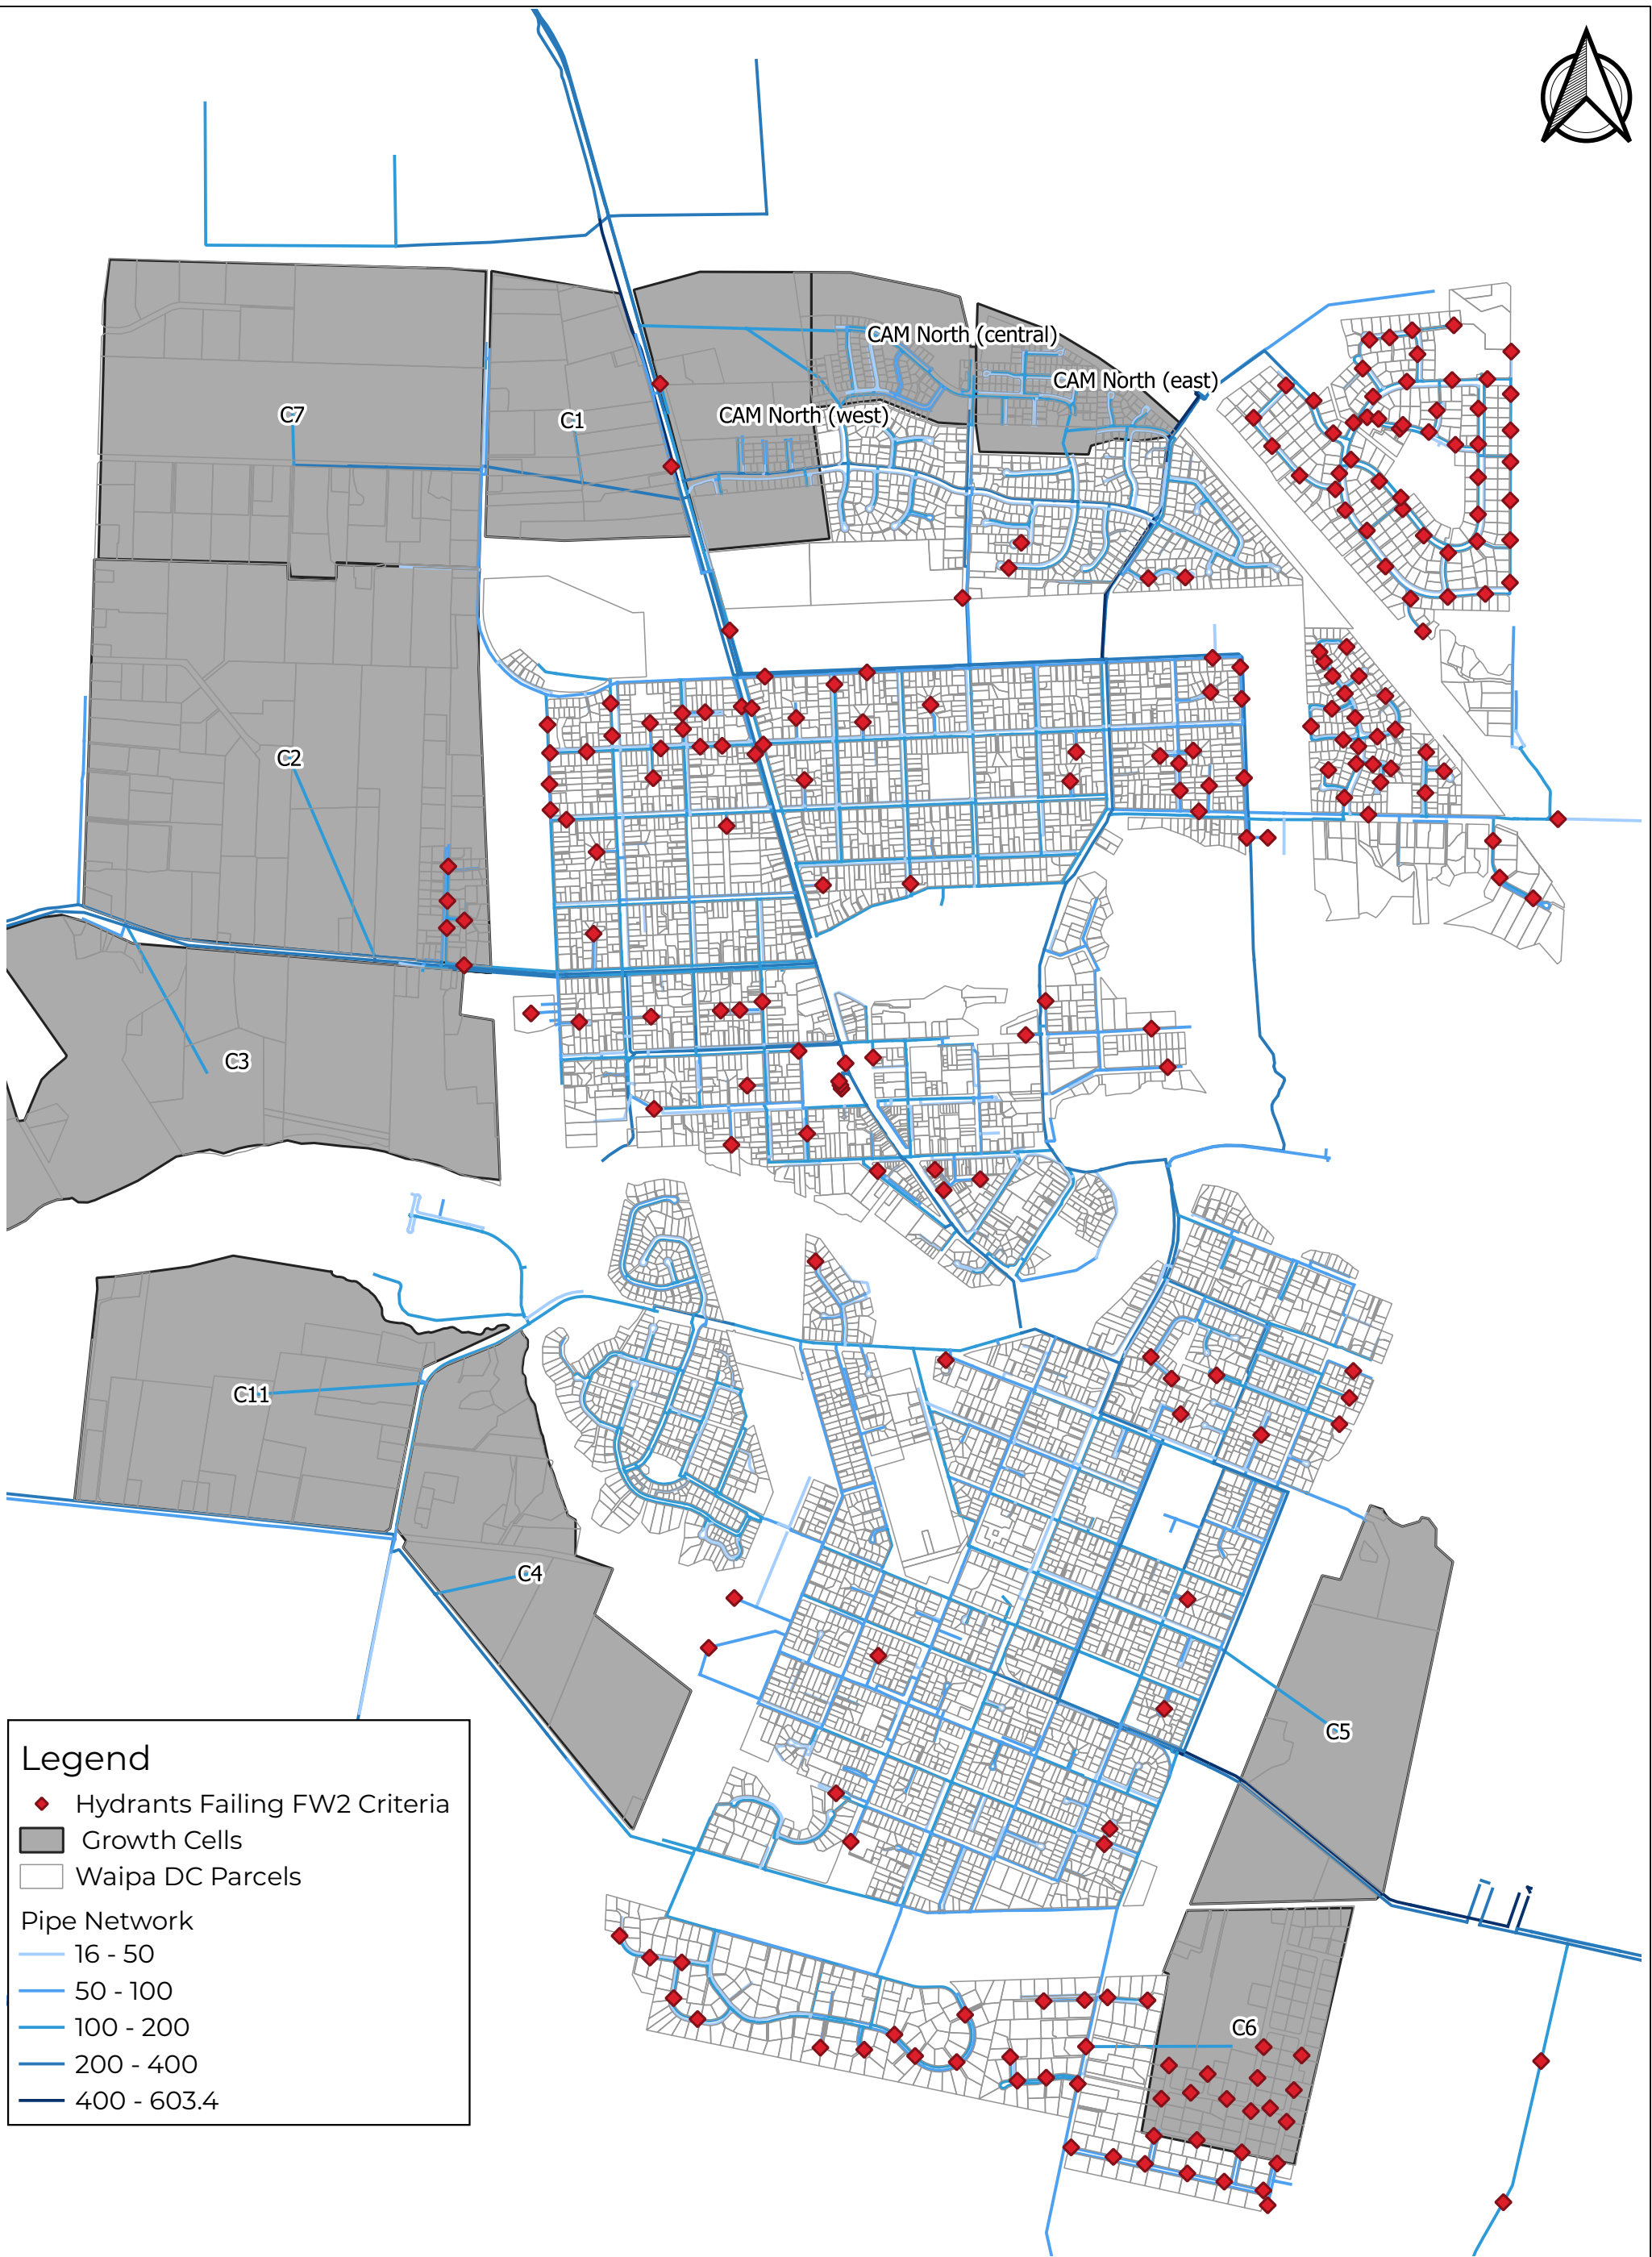 CAM North (central)
CAM North (east)
CAM North (west)
C7
C1
C2
C3
C11
C4
C5
C6
Legend
Hydrants Failing FW2 Criteria
Growth Cells
Waipa DC Parcels
Pipe Network
16 - 50
50 - 100
100 - 200
200 - 400
400 - 603.4